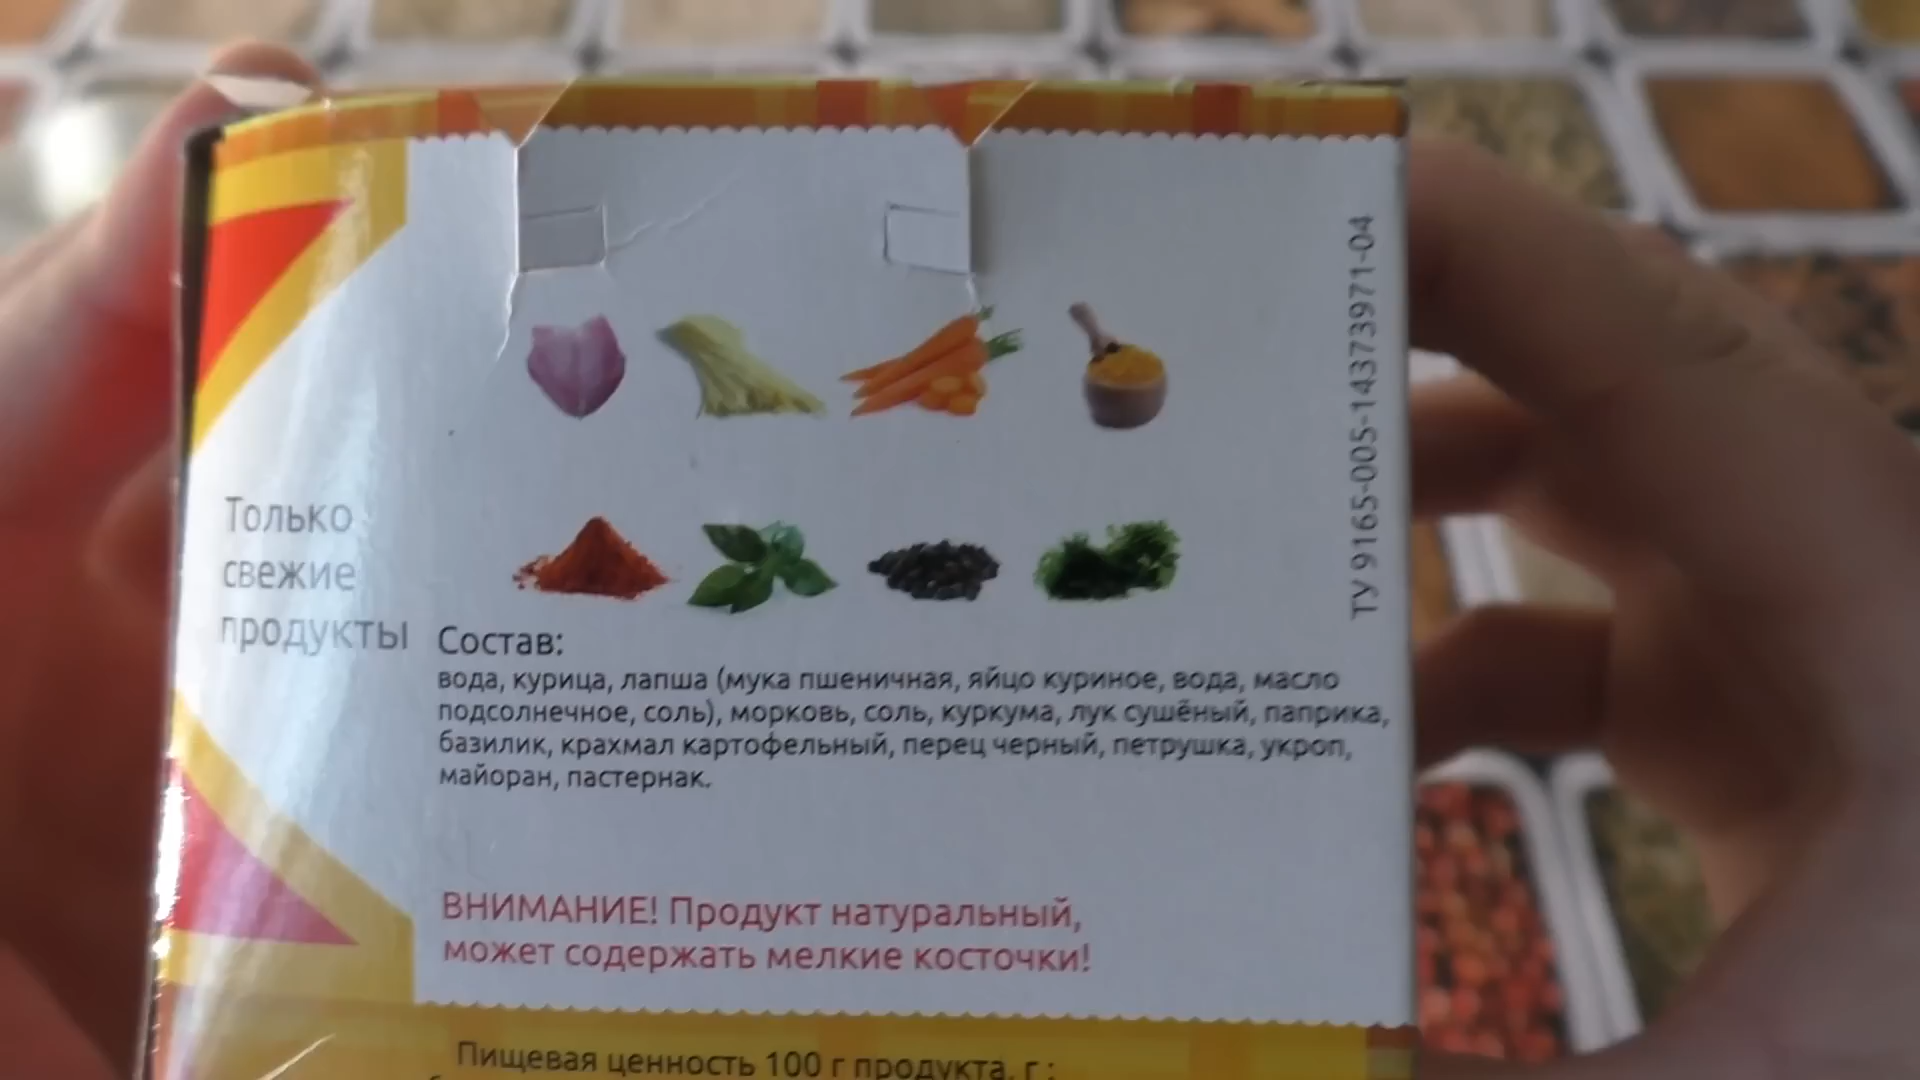 Только
свежие
продукты
Состав:
вода, курица, лапша (мука пшеничная, яйцо куриное, вода, масло
подсолнечное, соль), морковь, соль, куркума, лук сушёный, паприка,
базилик, крахмал картофельный, перец черный, петрушка, укроп,
майоран, пастернак.
ВНИМАНИЕ! Продукт натуральный,
может содержать мелкие косточки!
Пищевая ценность 100 г продукта, г :
ТУ 9165-005-14373971-04